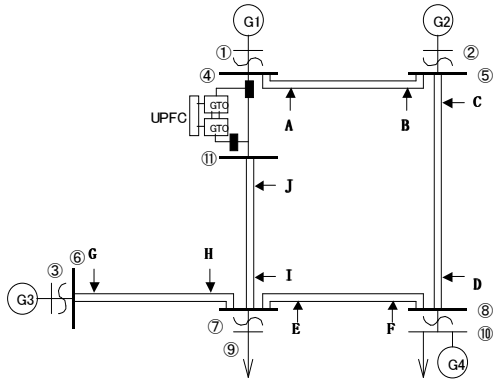 G1 G2
① ②
④ ⑤
GTO
UPFC GTO
A B C
⑪
J
G H I D
③ ⑥
G3
⑦ E F ⑧
⑨ ⑩
G4